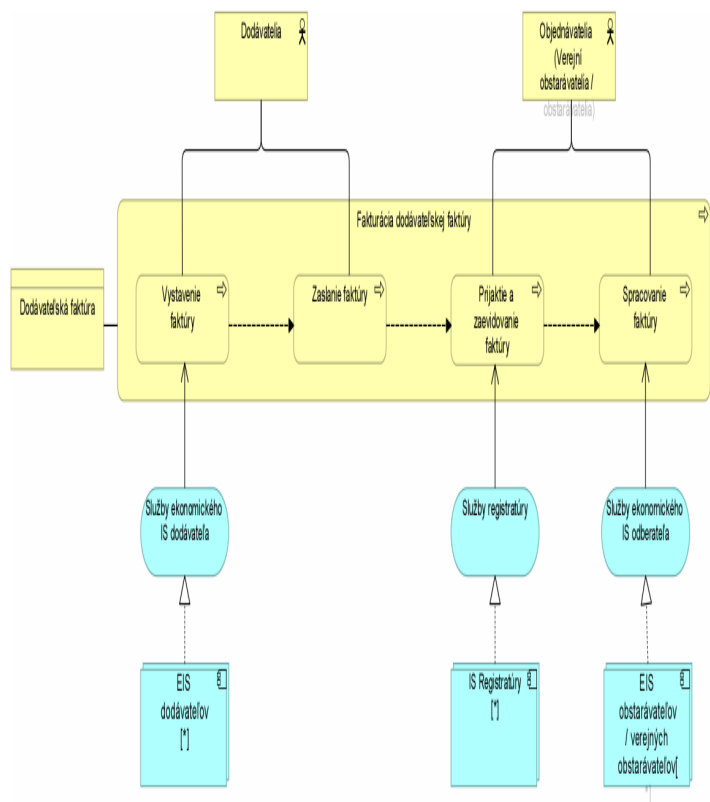 Dodávatelia
Objednávatelia
(Verejní
obstarávatelia /
obstarávatelia)
Fakturácia dodávateľskej faktúry
Dodávateľská faktúra
Vystavenie
faktúry
Zaslanie faktúry
Prijaktie a
zaevidovanie
faktúry
Spracovanie
faktúry
Služby ekonomického
IS dodávateľa
Služby registratúry
Služby ekonomického
IS odberateľa
EIS
dodávateľov
[*]
IS Registratúry
[*]
EIS
obstarávateľov
/ verejných
obstarávateľov[